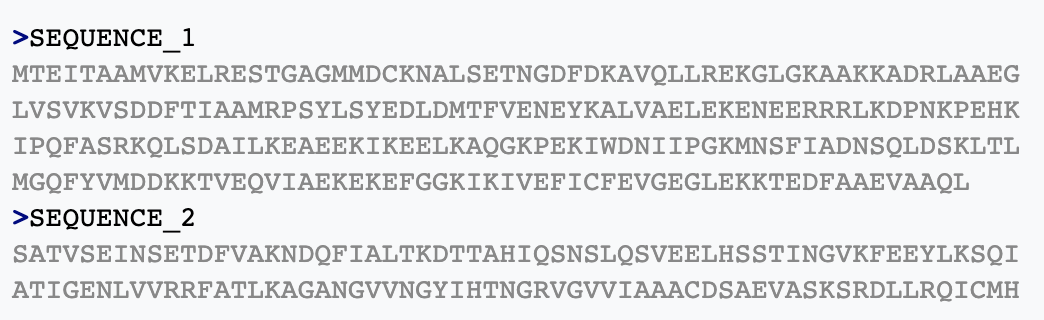 >SEQUENCE_1
MTEITAAMVKELRESTGAGMMDCKNALSETNGDFDKAVQLLREKGLGKAAKKADRLAAEG
LVSVKVSDDFTIAAMRPSYLSYEDLDMTFVENEYKALVAELEKENEERRRLKDPNKPEHK
IPQFASRKQLSDAILKEAEEKIKEELKAQGKPEKIWDNIIPGKMNSFIADNSQLDSKLTL
MGQFYVMDDKKTVEQVIAEKEKEFGGKIKIVEFICFEVGEGLEKKTEDFAAEVAAQL
>SEQUENCE_2
SATVSEINSETDFVAKNDQFIALTKDTTAHIQSNSLQSVEELHSSTINGVKFEEYLKSQI
ATIGENLVVRRFATLKAGANGVVNGYIHTNGRVGVVIAAACDSAEVASKSRDLLRQICMH